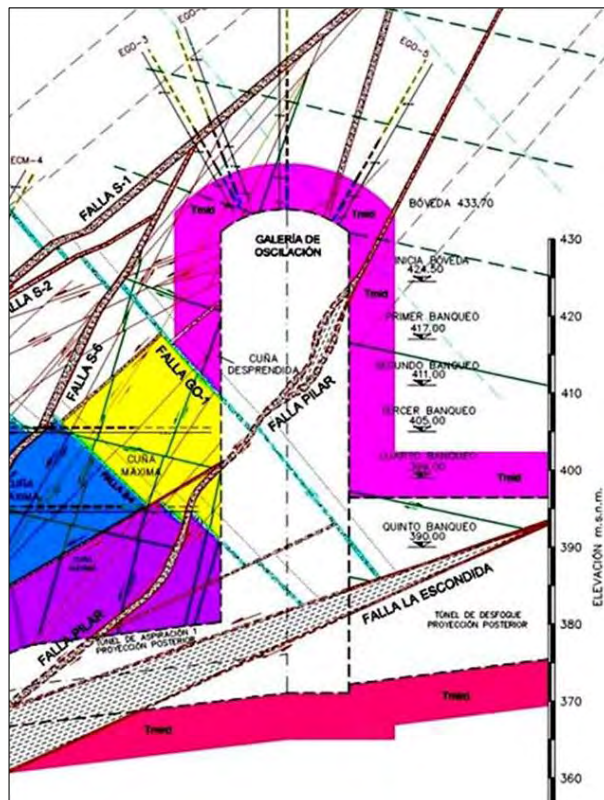 EGO-3
EGO-5
ECM-4
FALLA S-1
Tmid
Tmid
BÓVEDA 433,70
GALERÍA DE
OSCILACIÓN
430
INICIA BÓVEDA
424,50
ALLA S-2
Tmid
420
PRIMER BANQUEO
417,00
FALLA S-6
FALLA GO-1
CUÑA
DESPRENDIDA
FALLA PILAR
SEGUNDO BANQUEO
411,00
410
TERCER BANQUEO
405,00
CUÑA
MÁXIMA
CUÑA
MÁXIMA
CUARTO BANQUEO
399,00
400
Tmid
QUINTO BANQUEO
390,00
390
ELEVACIÓN m.s.n.m.
FALLA LA ESCONDIDA
FALLA PILAR
TÚNEL DE ASPIRACIÓN 1
PROYECCIÓN POSTERIOR
TÚNEL DE DESFOGUE
PROYECCIÓN POSTERIOR
380
370
Tmid
Tmid
360